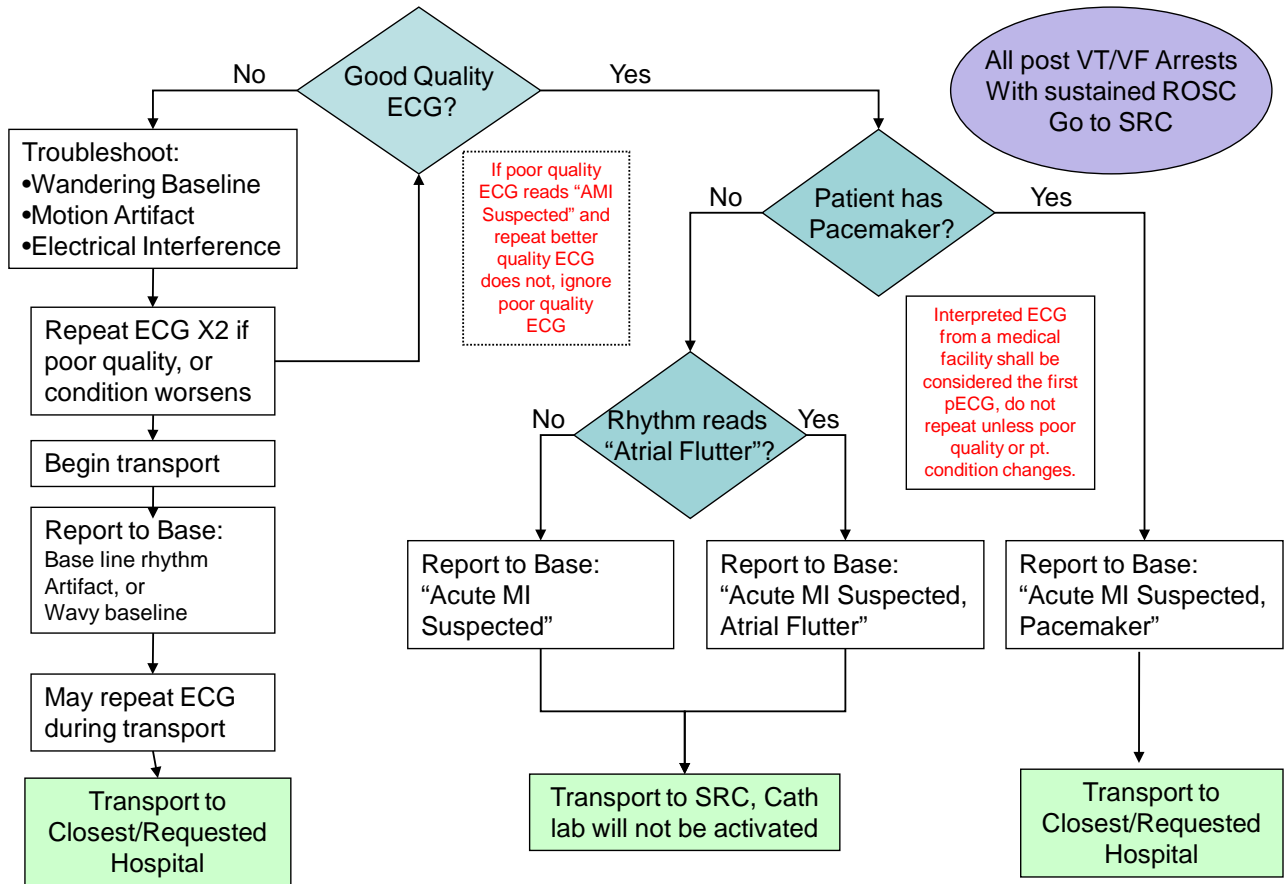 No
Good Quality
ECG?
Yes
All post VT/VF Arrests
With sustained ROSC
Go to SRC
Troubleshoot:
•Wandering Baseline
•Motion Artifact
•Electrical Interference
If poor quality
ECG reads “AMI
Suspected” and
repeat better
quality ECG
does not, ignore
poor quality
ECG
No
Patient has
Pacemaker?
Yes
Repeat ECG X2 if
poor quality, or
condition worsens
Interpreted ECG
from a medical
facility shall be
considered the first
pECG, do not
repeat unless poor
quality or pt.
condition changes.
No
Rhythm reads
“Atrial Flutter”?
Yes
Begin transport
Report to Base:
Base line rhythm
Artifact, or
Wavy baseline
Report to Base:
“Acute MI
Suspected”
Report to Base:
“Acute MI Suspected,
Atrial Flutter”
Report to Base:
“Acute MI Suspected,
Pacemaker”
May repeat ECG
during transport
Transport to
Closest/Requested
Hospital
Transport to SRC, Cath
lab will not be activated
Transport to
Closest/Requested
Hospital